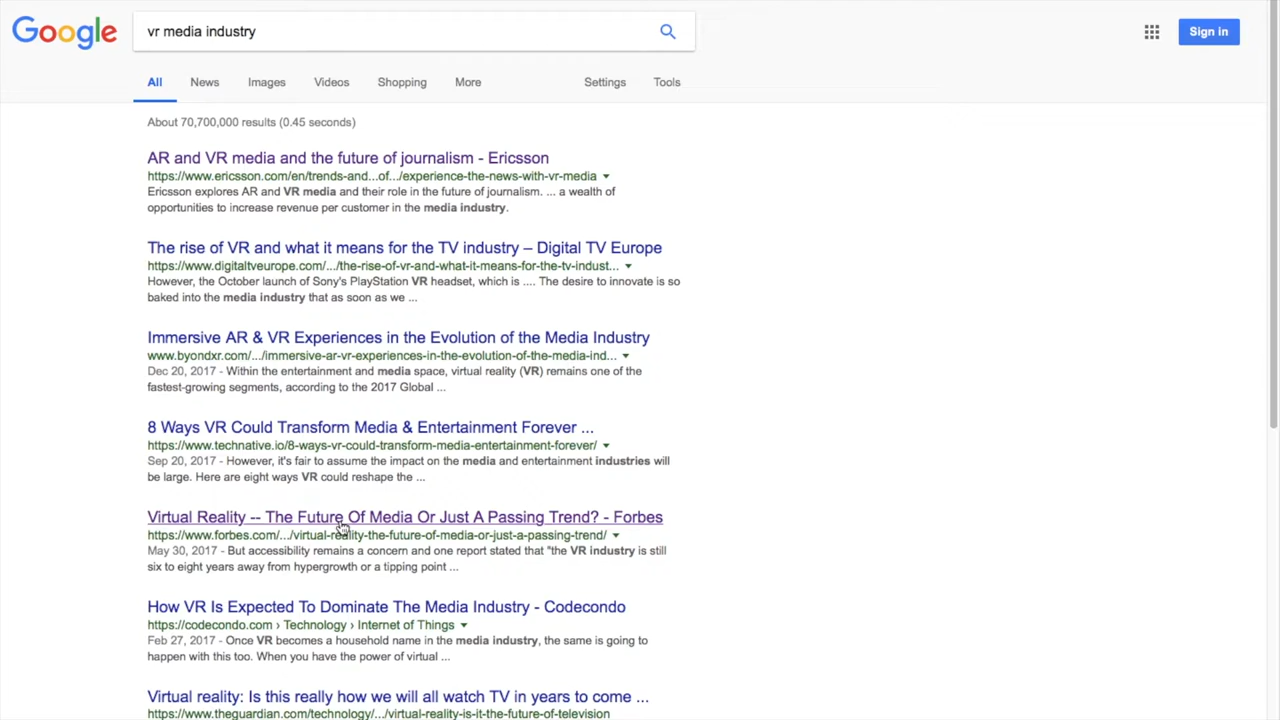 Google
vr media industry
Sign in
All News Images Videos Shopping More Settings Tools
About 70,700,000 results (0.45 seconds)
AR and VR media and the future of journalism - Ericsson
https://www.ericsson.com/en/trends-and...of.../experience-the-news-with-vr-media
Ericsson explores AR and VR media and their role in the future of journalism. ... a wealth of
opportunities to increase revenue per customer in the media industry.
The rise of VR and what it means for the TV industry – Digital TV Europe
https://www.digitaltveurope.com/.../the-rise-of-vr-and-what-it-means-for-the-tv-indust...
However, the October launch of Sony's PlayStation VR headset, which is .... The desire to innovate is so
baked into the media industry that as soon as we ...
Immersive AR & VR Experiences in the Evolution of the Media Industry
www.byondxr.com/.../immersive-ar-vr-experiences-in-the-evolution-of-the-media-ind...
Dec 20, 2017 - Within the entertainment and media space, virtual reality (VR) remains one of the
fastest-growing segments, according to the 2017 Global ...
8 Ways VR Could Transform Media & Entertainment Forever ...
https://www.technative.io/8-ways-vr-could-transform-media-entertainment-forever/
Sep 20, 2017 - However, it's fair to assume the impact on the media and entertainment industries will
be large. Here are eight ways VR could reshape the ...
Virtual Reality -- The Future Of Media Or Just A Passing Trend? - Forbes
https://www.forbes.com/.../virtual-reality-the-future-of-media-or-just-a-passing-trend/
May 30, 2017 - But accessibility remains a concern and one report stated that "the VR industry is still
six to eight years away from hypergrowth or a tipping point ...
How VR Is Expected To Dominate The Media Industry - Codecondo
https://codecondo.com › Technology › Internet of Things
Feb 27, 2017 - Once VR becomes a household name in the media industry, the same is going to
happen with this too. When you have the power of virtual ...
Virtual reality: Is this really how we will all watch TV in years to come ...
https://www.theguardian.com/technology/.../virtual-reality-is-it-the-future-of-television